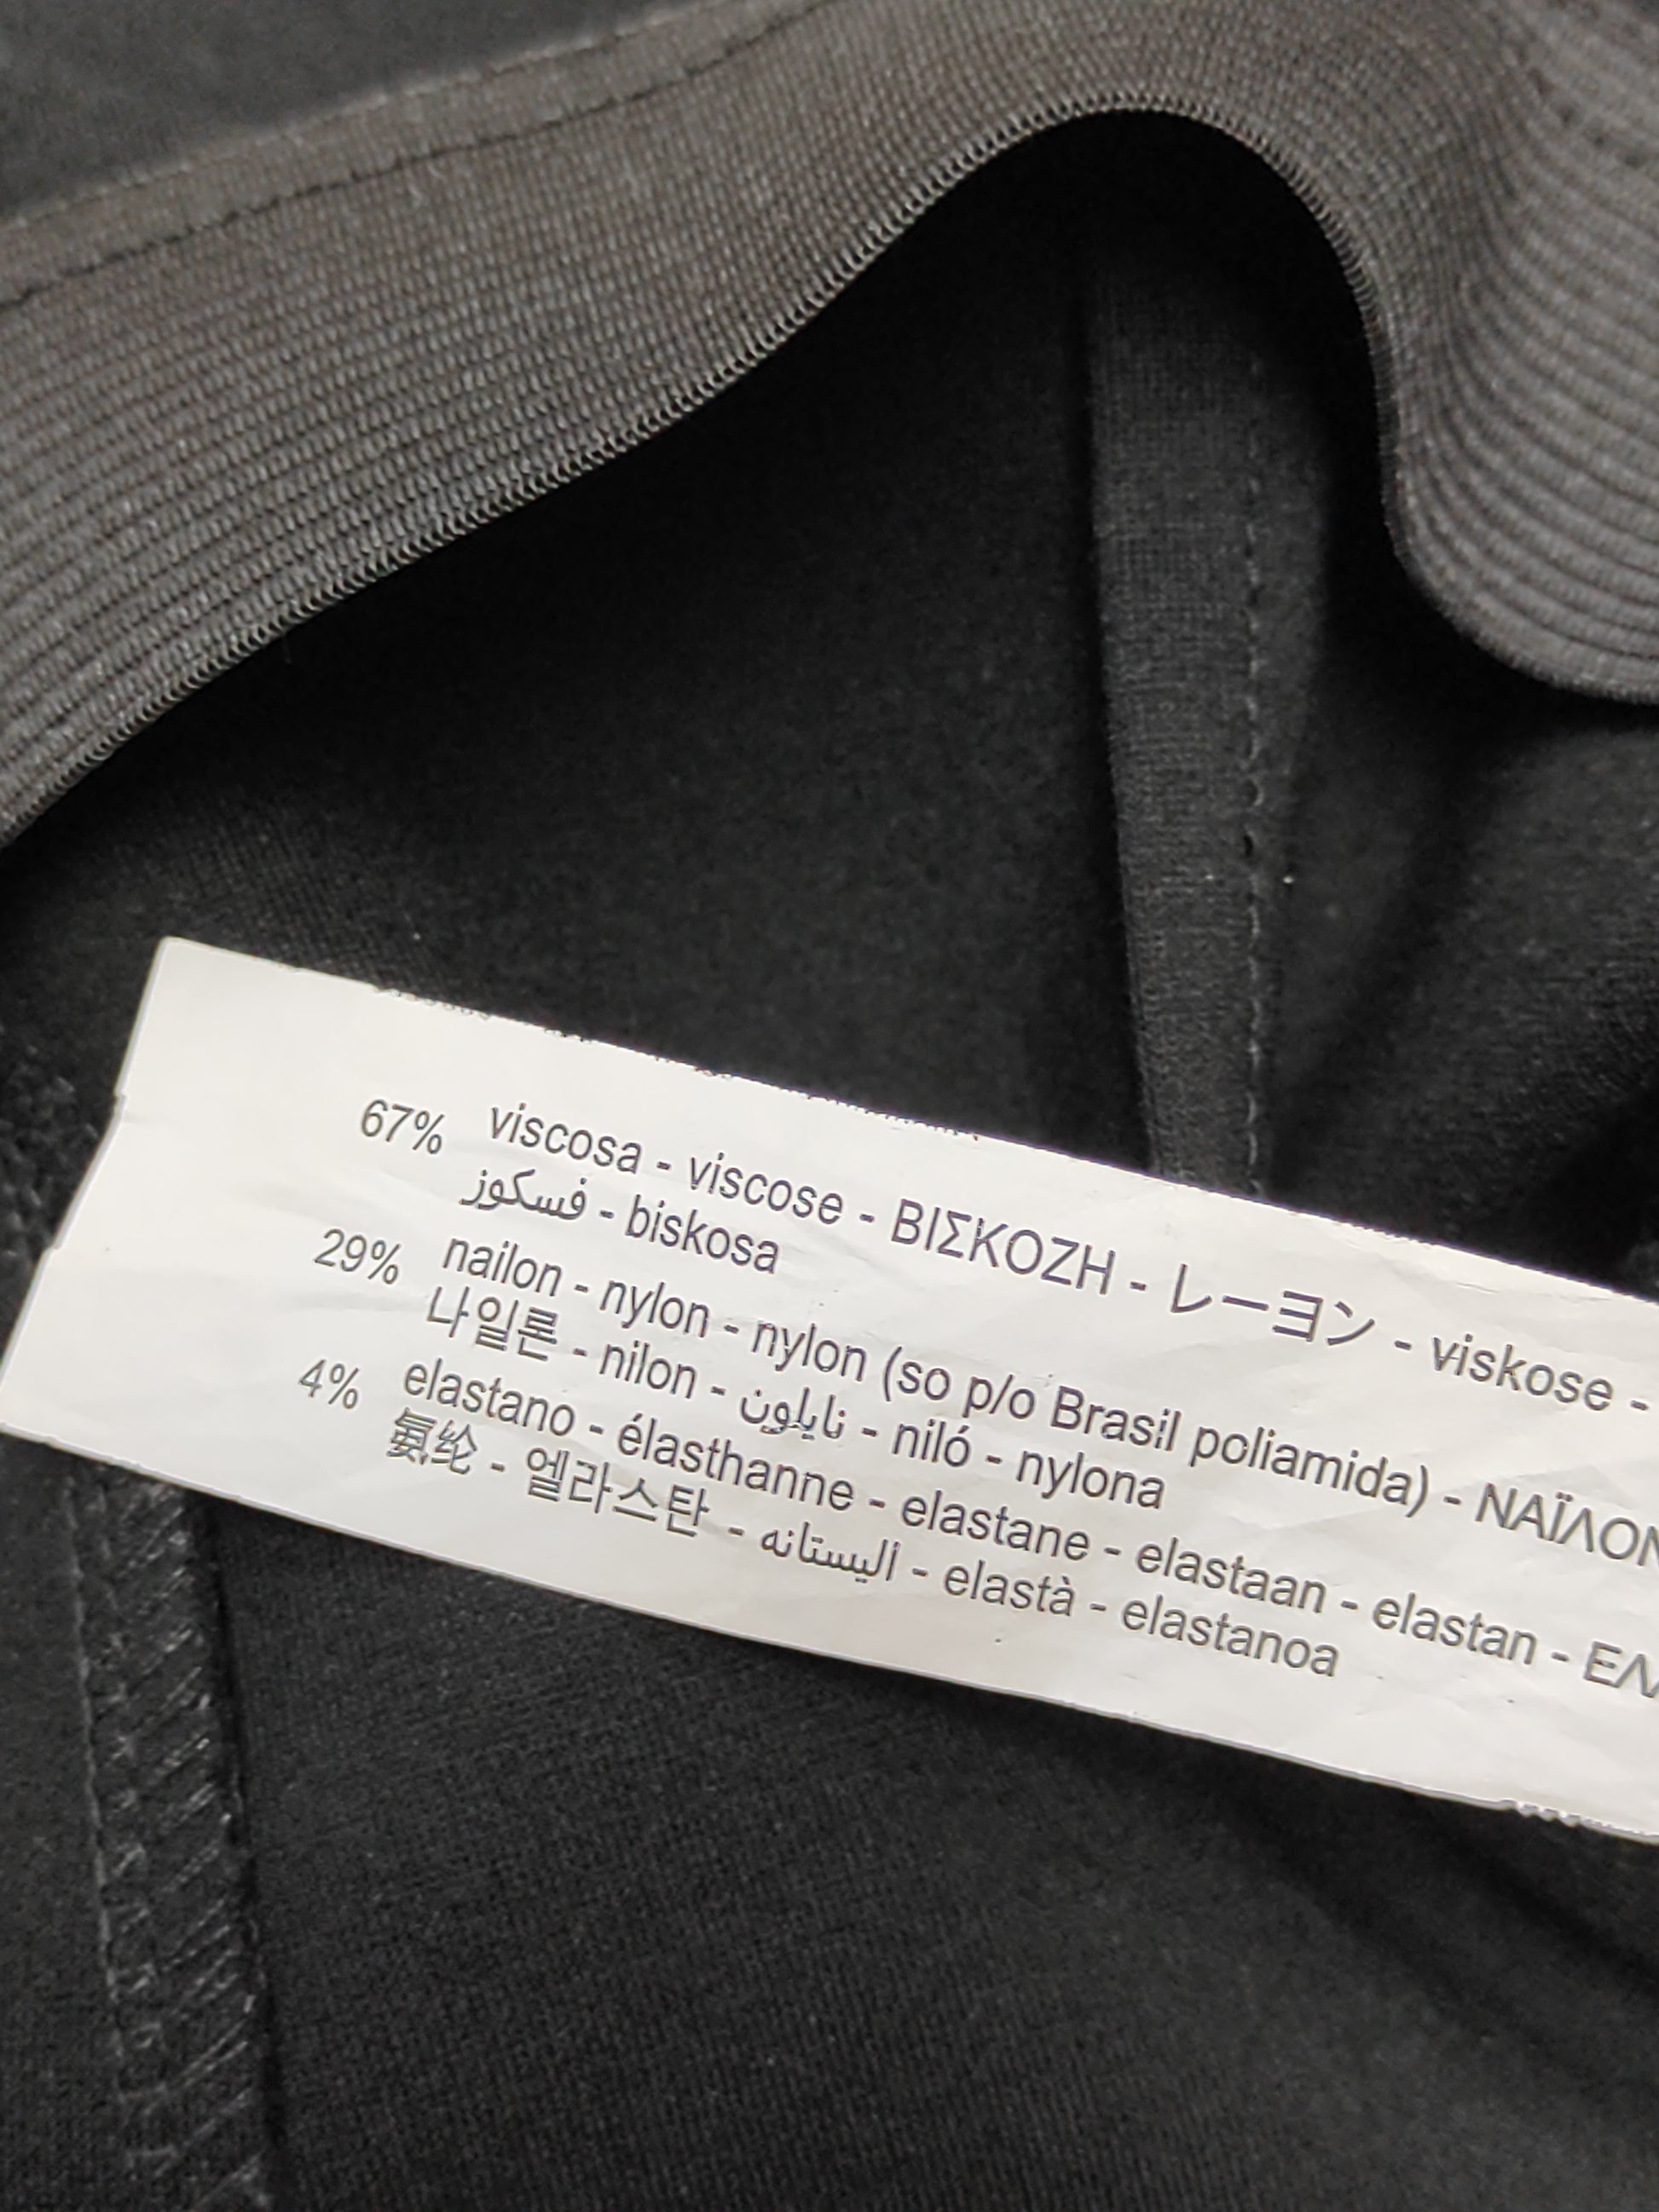 67% viscosa - viscose - ΒΙΣΚΟΖΗ - レーヨン - viskose -
فسكوز - biskosa
29% nailon - nylon - nylon (so p/o Brasil poliamida) - ΝΑΪΛΟΝ
나일론 - nilon - نايلون - niló - nylona
4% elastano - élasthanne - elastane - elastaan - elastan -
氨纶 - 엘라스탄 - اليستانه - elastà - elastanoa